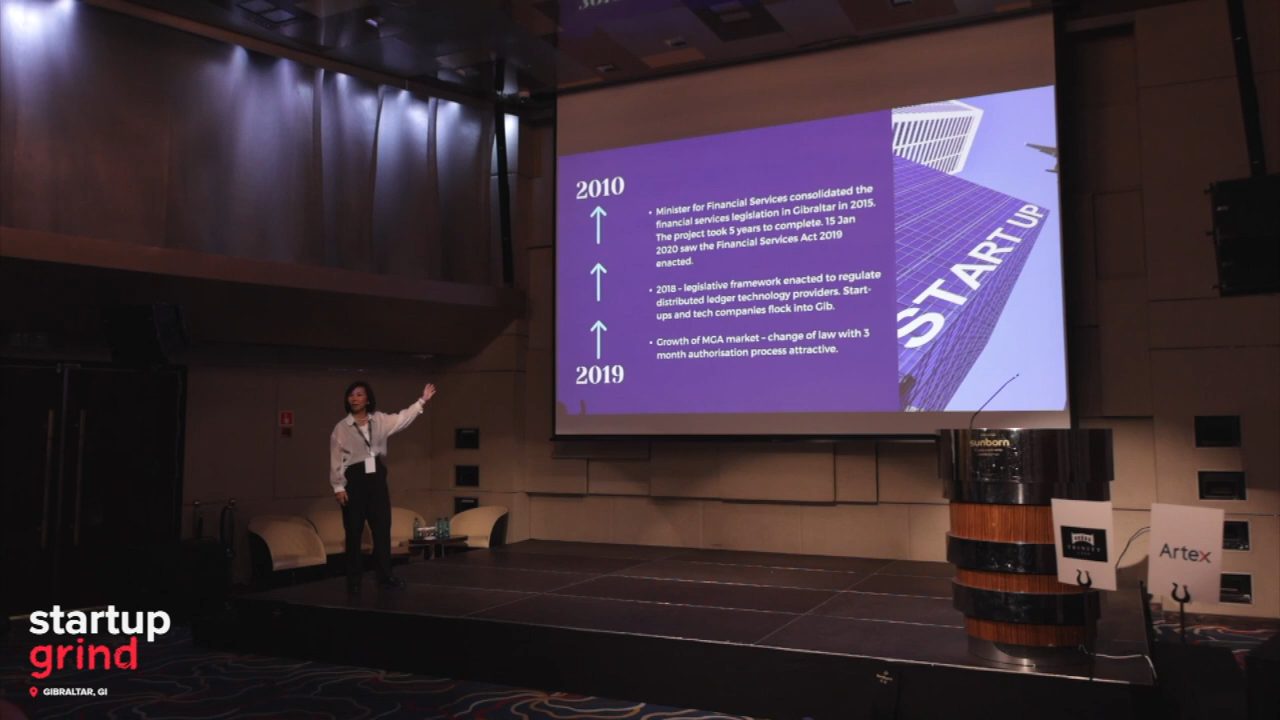 2010
• Minister for Financial Services consolidated the
financial services legislation in Gibraltar in 2015.
The project took 5 years to complete. 15 Jan
2020 saw the Financial Services Act 2019
enacted.
• 2018 – legislative framework enacted to regulate
distributed ledger technology providers. Start-
ups and tech companies flock into Gib.
• Growth of MGA market – change of law with 3
month authorisation process attractive.
2019
START UP
sunborn
TRINITY
Artex
startup
grind
GIBRALTAR, GI